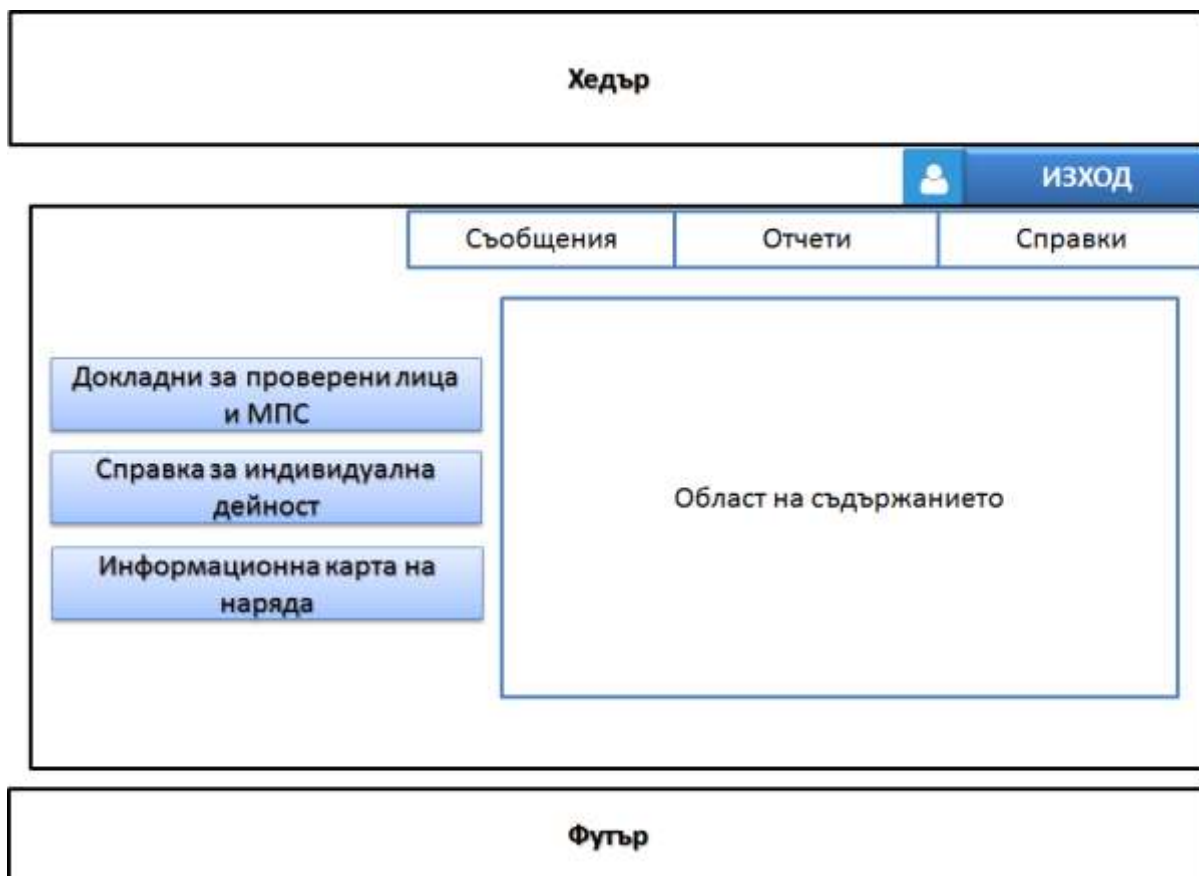 Хедър
ИЗХОД
Съобщения
Отчети
Справки
Докладни за проверени лица
и МПС
Справка за индивидуална
дейност
Информационна карта на
наряда
Област на съдържанието
Футър